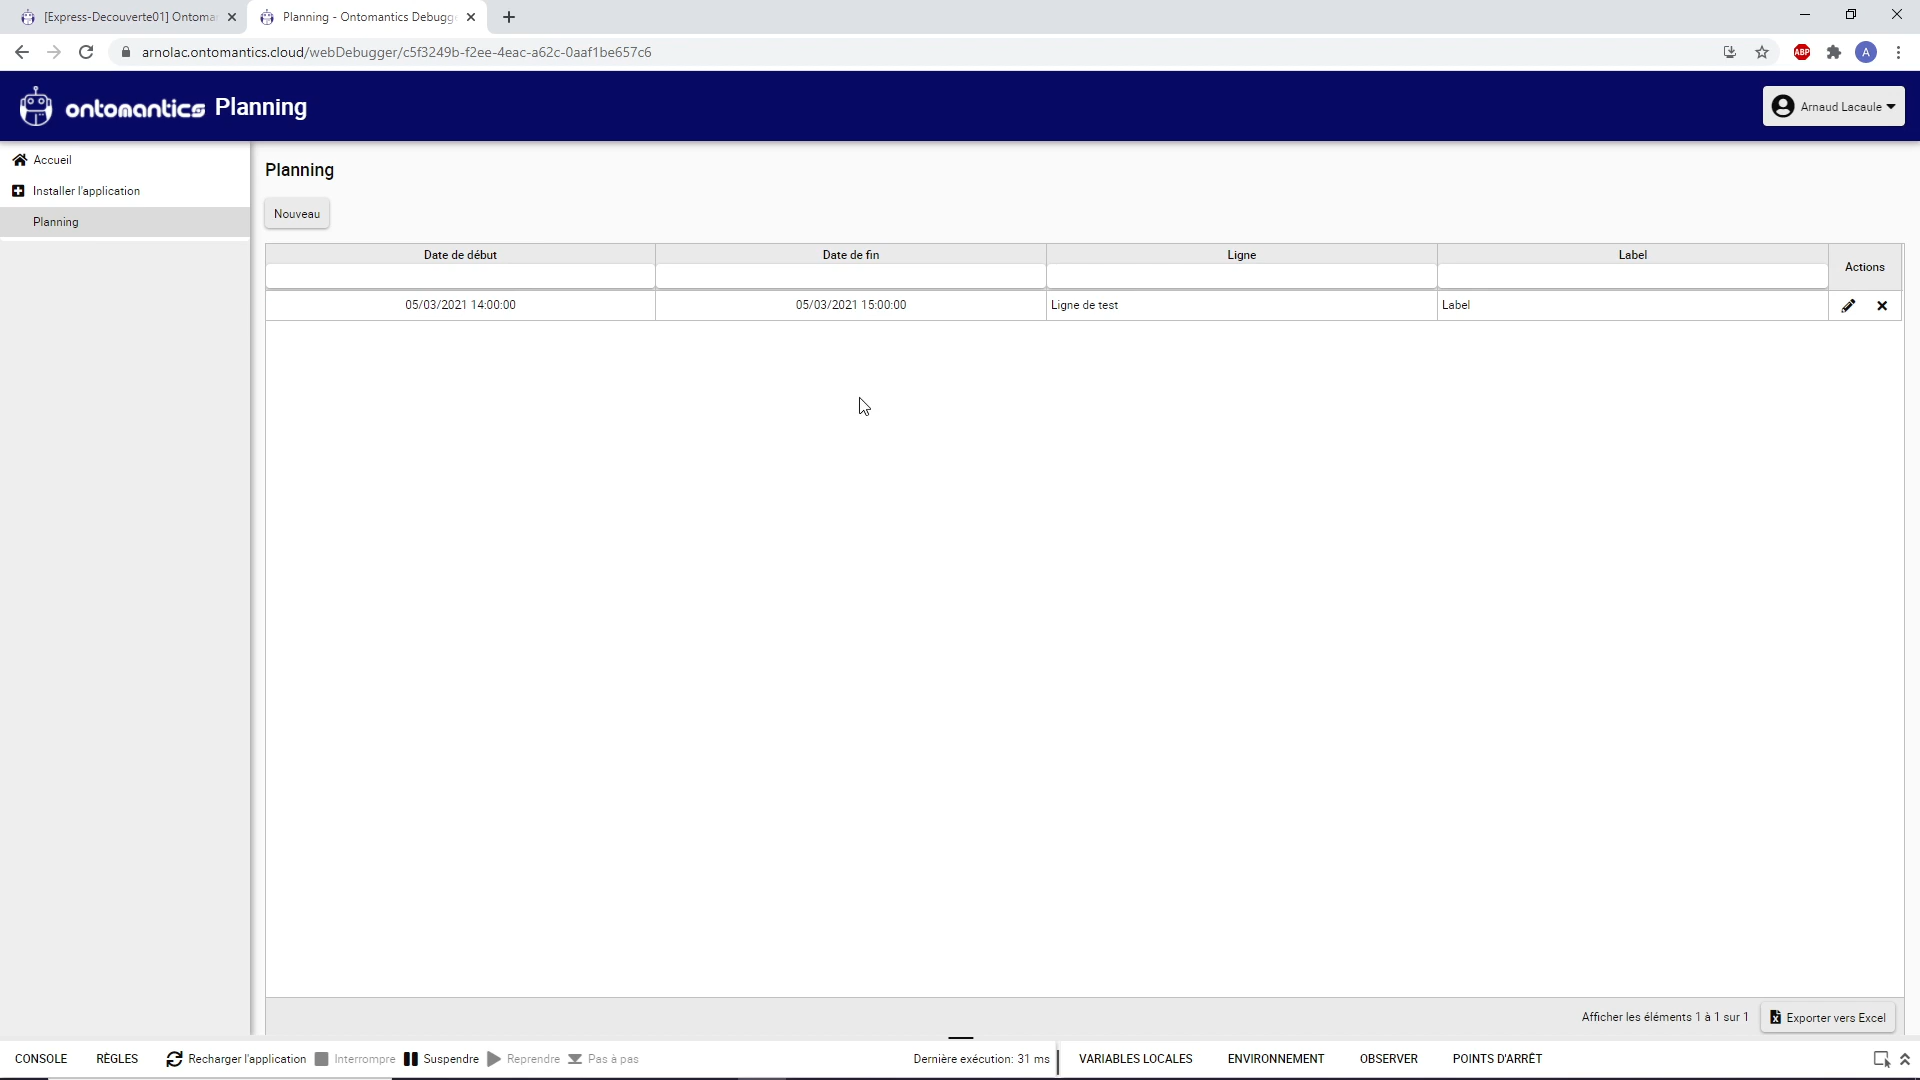 [Express-Decouverte01] Ontoma
Planning - Ontomantics Debugge
arnolac.ontomantics.cloud/webDebugger/c5f3249b-f2ee-4eac-a62c-0aaf1be657c6
ABP
A
ontomantics Planning
Arnaud Lacaule
Accueil
Installer l'application
Planning
Planning
Nouveau
Date de début Date de fin Ligne Label Actions
05/03/2021 14:00:00 05/03/2021 15:00:00 Ligne de test Label
Afficher les éléments 1 à 1 sur 1 Exporter vers Excel
CONSOLE RÈGLES Recharger l'application Interrompre Suspendre Reprendre Pas à pas Dernière exécution: 31 ms VARIABLES LOCALES ENVIRONNEMENT OBSERVER POINTS D'ARRÊT